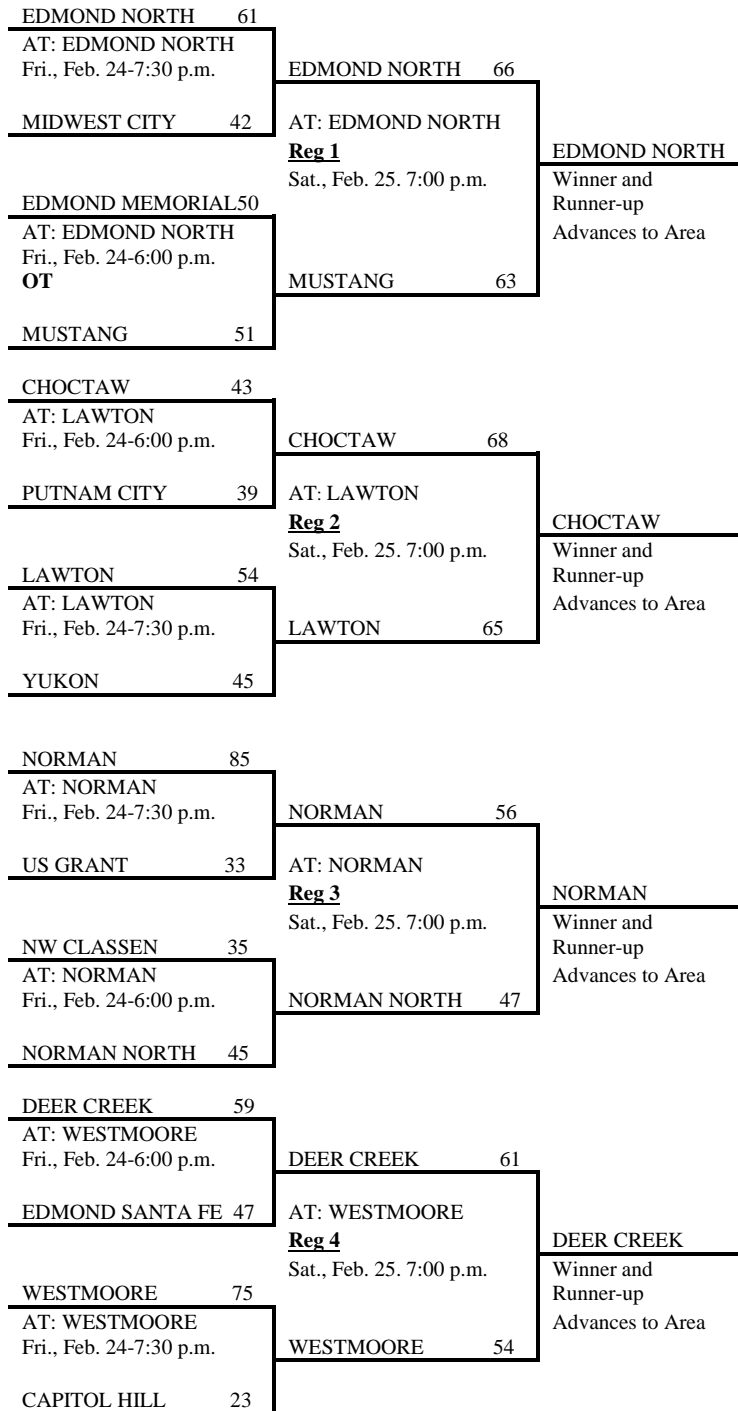 EDMOND NORTH 61
AT: EDMOND NORTH
Fri., Feb. 24-7:30 p.m.
EDMOND NORTH 66
MIDWEST CITY 42
AT: EDMOND NORTH
Reg 1
EDMOND NORTH
Sat., Feb. 25. 7:00 p.m.
Winner and
Runner-up
Advances to Area
EDMOND MEMORIAL50
AT: EDMOND NORTH
Fri., Feb. 24-6:00 p.m.
OT
MUSTANG 63
MUSTANG 51
CHOCTAW 43
AT: LAWTON
Fri., Feb. 24-6:00 p.m.
CHOCTAW 68
PUTNAM CITY 39
AT: LAWTON
Reg 2
CHOCTAW
Sat., Feb. 25. 7:00 p.m.
Winner and
Runner-up
Advances to Area
LAWTON 54
AT: LAWTON
Fri., Feb. 24-7:30 p.m.
LAWTON 65
YUKON 45
NORMAN 85
AT: NORMAN
Fri., Feb. 24-7:30 p.m.
NORMAN 56
US GRANT 33
AT: NORMAN
Reg 3
NORMAN
Sat., Feb. 25. 7:00 p.m.
Winner and
Runner-up
Advances to Area
NW CLASSEN 35
AT: NORMAN
Fri., Feb. 24-6:00 p.m.
NORMAN NORTH 47
NORMAN NORTH 45
DEER CREEK 59
AT: WESTMOORE
Fri., Feb. 24-6:00 p.m.
DEER CREEK 61
EDMOND SANTA FE 47
AT: WESTMOORE
Reg 4
DEER CREEK
Sat., Feb. 25. 7:00 p.m.
Winner and
Runner-up
Advances to Area
WESTMOORE 75
AT: WESTMOORE
Fri., Feb. 24-7:30 p.m.
WESTMOORE 54
CAPITOL HILL 23